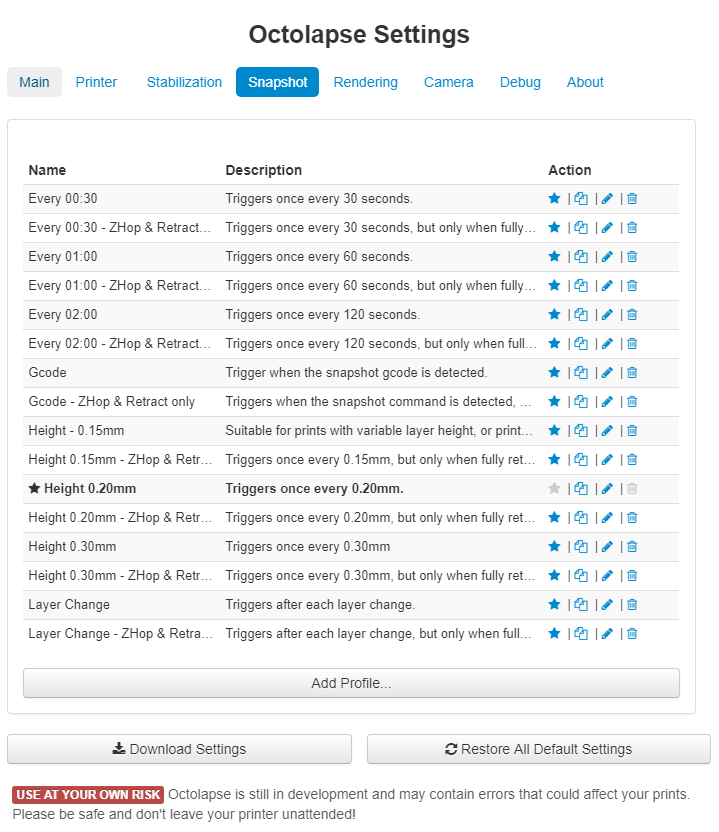 Octolapse Settings
Main Printer Stabilization Snapshot Rendering Camera Debug About
Name Description Action
Every 00:30 Triggers once every 30 seconds. | | |
Every 00:30 - ZHop & Retract... Triggers once every 30 seconds, but only when fully... | | |
Every 01:00 Triggers once every 60 seconds. | | |
Every 01:00 - ZHop & Retract... Triggers once every 60 seconds, but only when fully... | | |
Every 02:00 Triggers once every 120 seconds. | | |
Every 02:00 - ZHop & Retract... Triggers once every 120 seconds, but only when full... | | |
Gcode Trigger when the snapshot gcode is detected. | | |
Gcode - ZHop & Retract only Triggers when the snapshot command is detected, ... | | |
Height - 0.15mm Suitable for prints with variable layer height, or print... | | |
Height 0.15mm - ZHop & Retr... Triggers once every 0.15mm, but only when fully ret... | | |
Height 0.20mm Triggers once every 0.20mm. | | |
Height 0.20mm - ZHop & Retr... Triggers once every 0.20mm, but only when fully ret... | | |
Height 0.30mm Triggers once every 0.30mm | | |
Height 0.30mm - ZHop & Retr... Triggers once every 0.30mm, but only when fully ret... | | |
Layer Change Triggers after each layer change. | | |
Layer Change - ZHop & Retra... Triggers after each layer change, but only when full... | | |
Add Profile...
Download Settings Restore All Default Settings
USE AT YOUR OWN RISK Octolapse is still in development and may contain errors that could affect your prints.
Please be safe and don't leave your printer unattended!